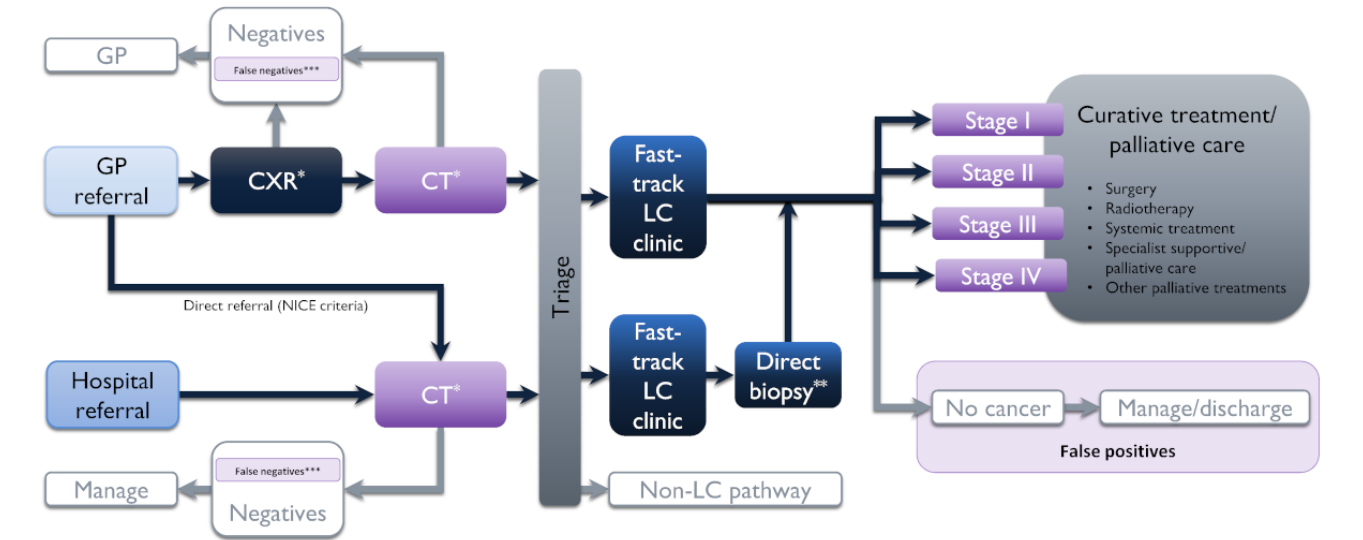 Negatives
False negatives***
GP
GP
referral
CXR*
CT*
Direct referral (NICE criteria)
Hospital
referral
CT*
False negatives***
Negatives
Manage
Triage
Fast-
track
LC
clinic
Fast-
track
LC
clinic
Direct
biopsy**
Non-LC pathway
Stage I
Stage II
Stage III
Stage IV
Curative treatment/
palliative care
• Surgery
• Radiotherapy
• Systemic treatment
• Specialist supportive/
palliative care
• Other palliative treatments
No cancer
Manage/discharge
False positives